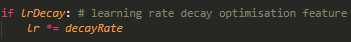 if lrDecay: # learning rate decay optimisation feature
    lr *= decayRate